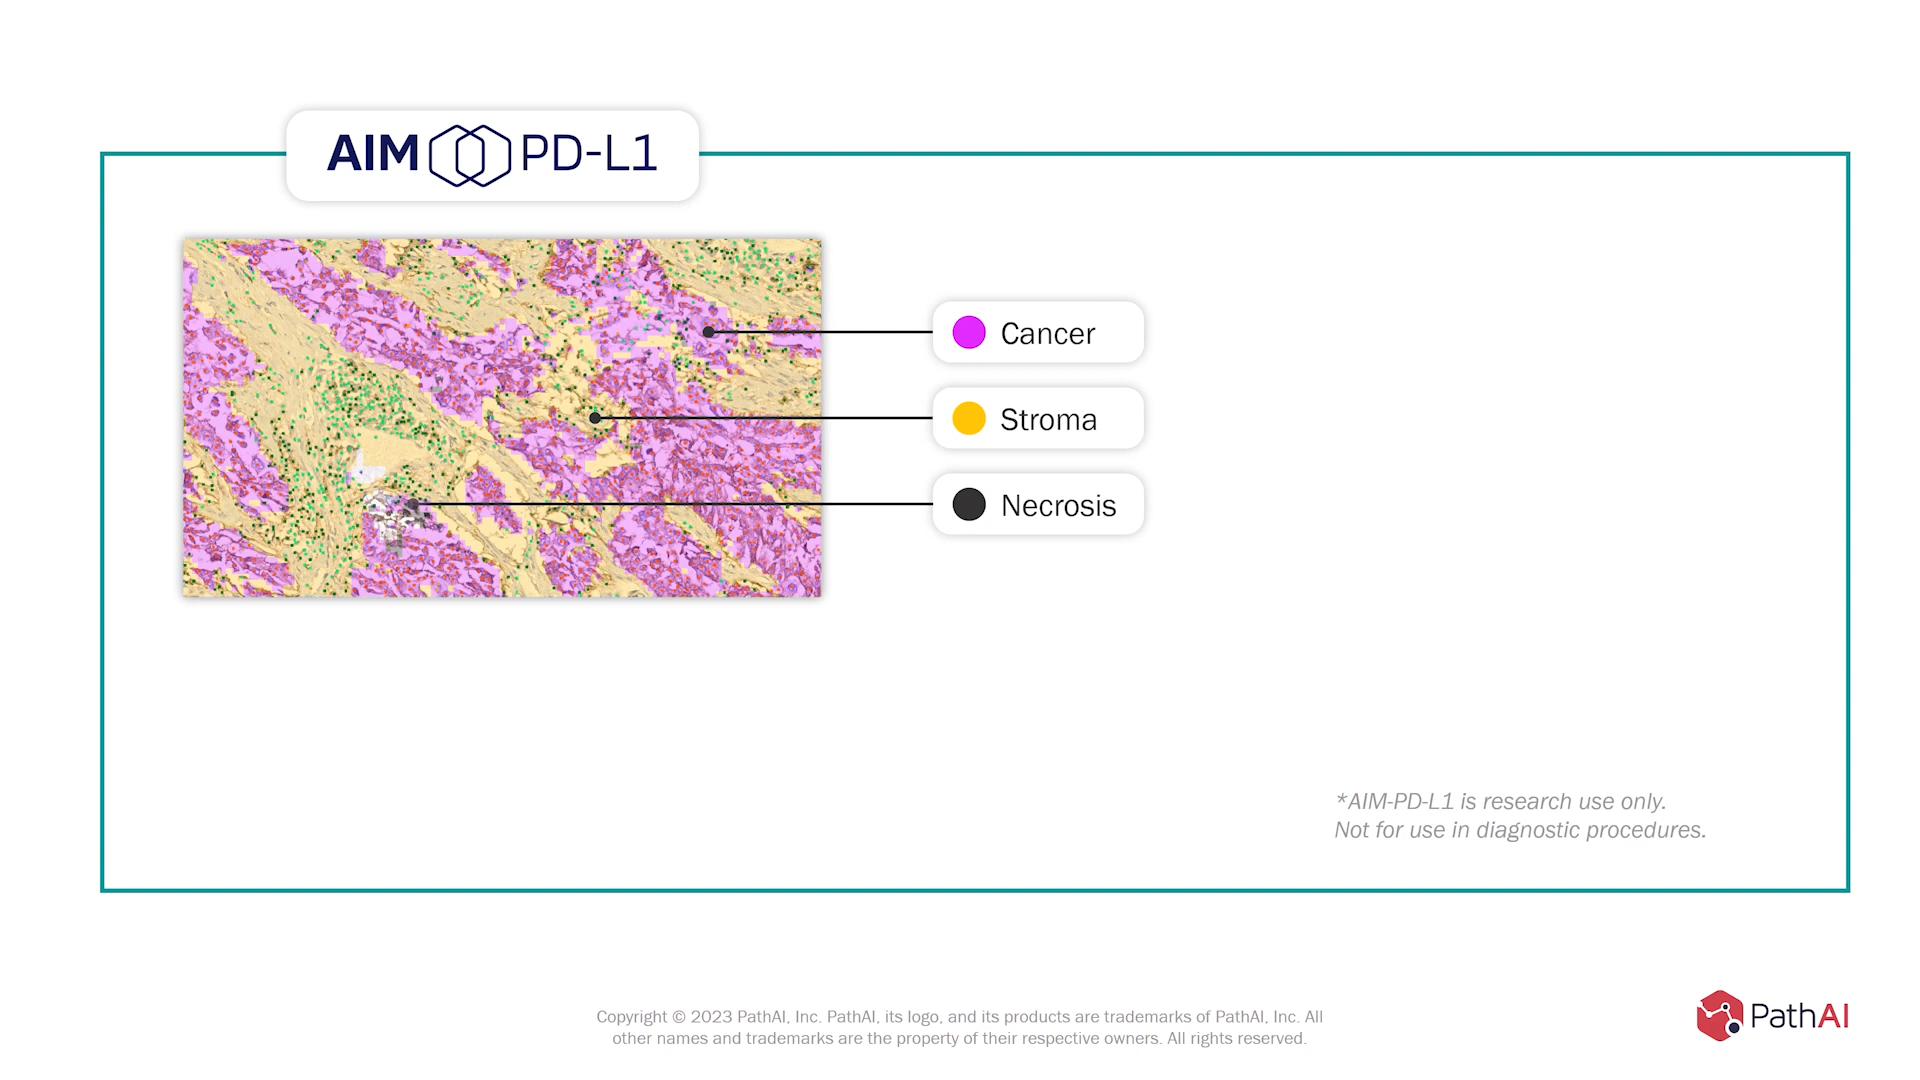 AIM PD-L1
Cancer
Stroma
Necrosis
*AIM-PD-L1 is research use only.
Not for use in diagnostic procedures.
Copyright © 2023 PathAI, Inc. PathAI, its logo, and its products are trademarks of PathAI, Inc. All
other names and trademarks are the property of their respective owners. All rights reserved.
PathAI